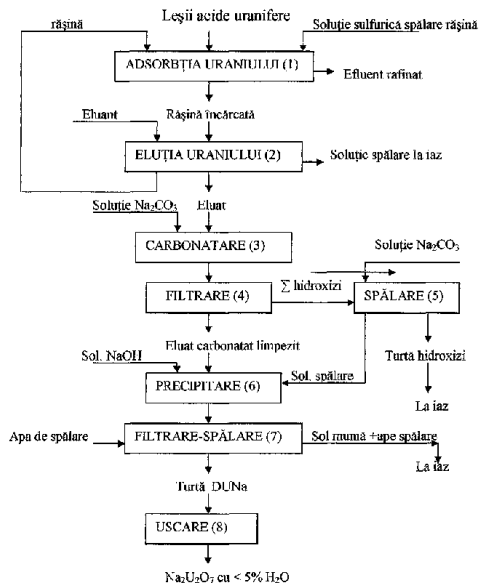 Leșii acide uranifere
rășină
Soluție sulfurică spălare rășină
ADSORBȚIA URANIULUI (1)
Efluent rafinat
Eluant
Rășină încărcată
ELUȚIA URANIULUI (2)
Soluție spălare la iaz
Soluție Na₂CO₃
Eluat
CARBONATARE (3)
Soluție Na₂CO₃
Σ hidroxizi
FILTRARE (4)
SPĂLARE (5)
Eluat carbonatat limpezit
Turta hidroxizi
Sol. NaOH
Sol. spălare
PRECIPITARE (6)
La iaz
Apa de spălare
FILTRARE-SPĂLARE (7)
Sol mumă +ape spălare
La iaz
Turtă DUNa
USCARE (8)
Na₂U₂O₇ cu < 5% H₂O